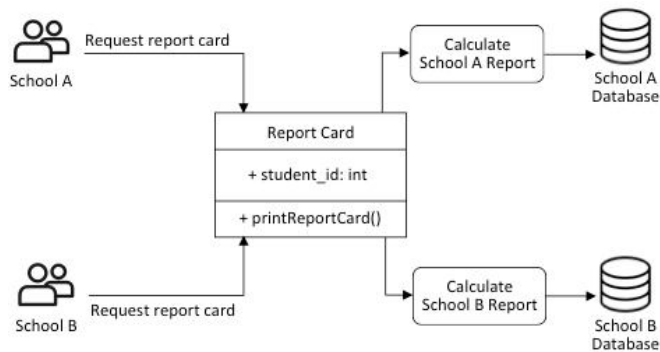 Request report card
School A
Calculate
School A Report
School A
Database
Report Card
+ student_id: int
+ printReportCard()
School B
Request report card
Calculate
School B Report
School B
Database